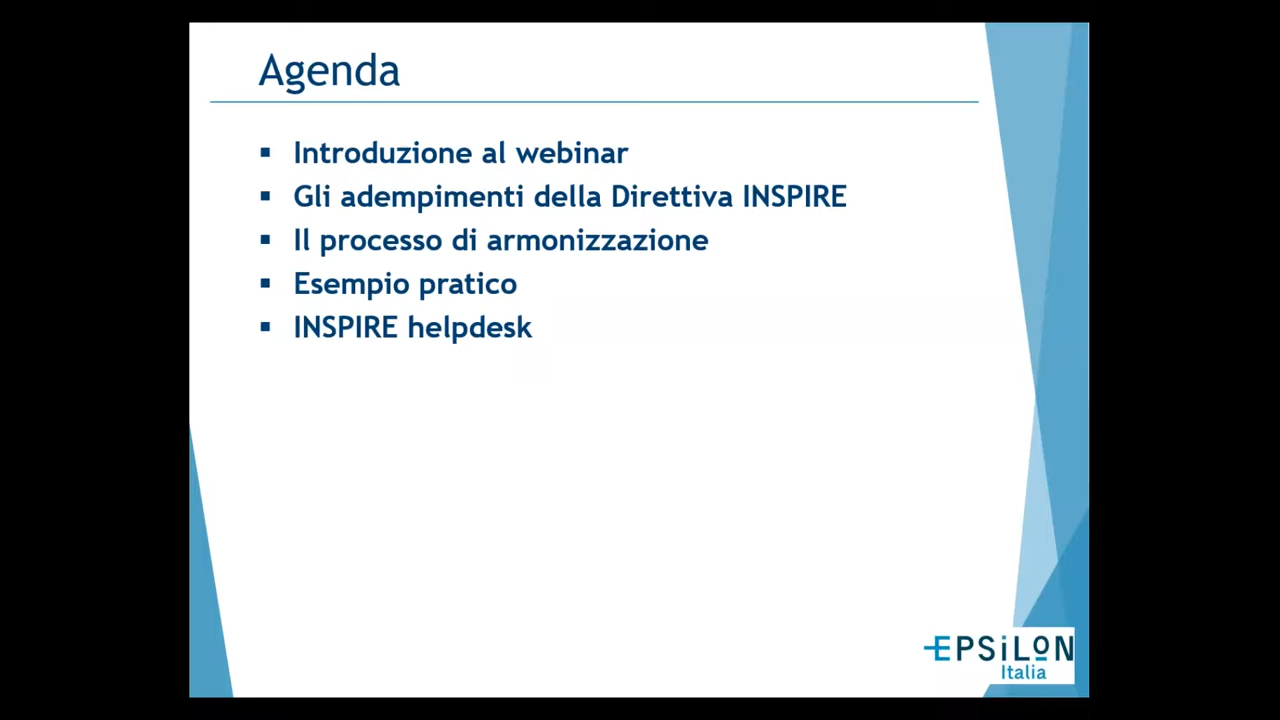 Agenda
▪ Introduzione al webinar
▪ Gli adempimenti della Direttiva INSPIRE
▪ Il processo di armonizzazione
▪ Esempio pratico
▪ INSPIRE helpdesk
EPSiLON
Italia